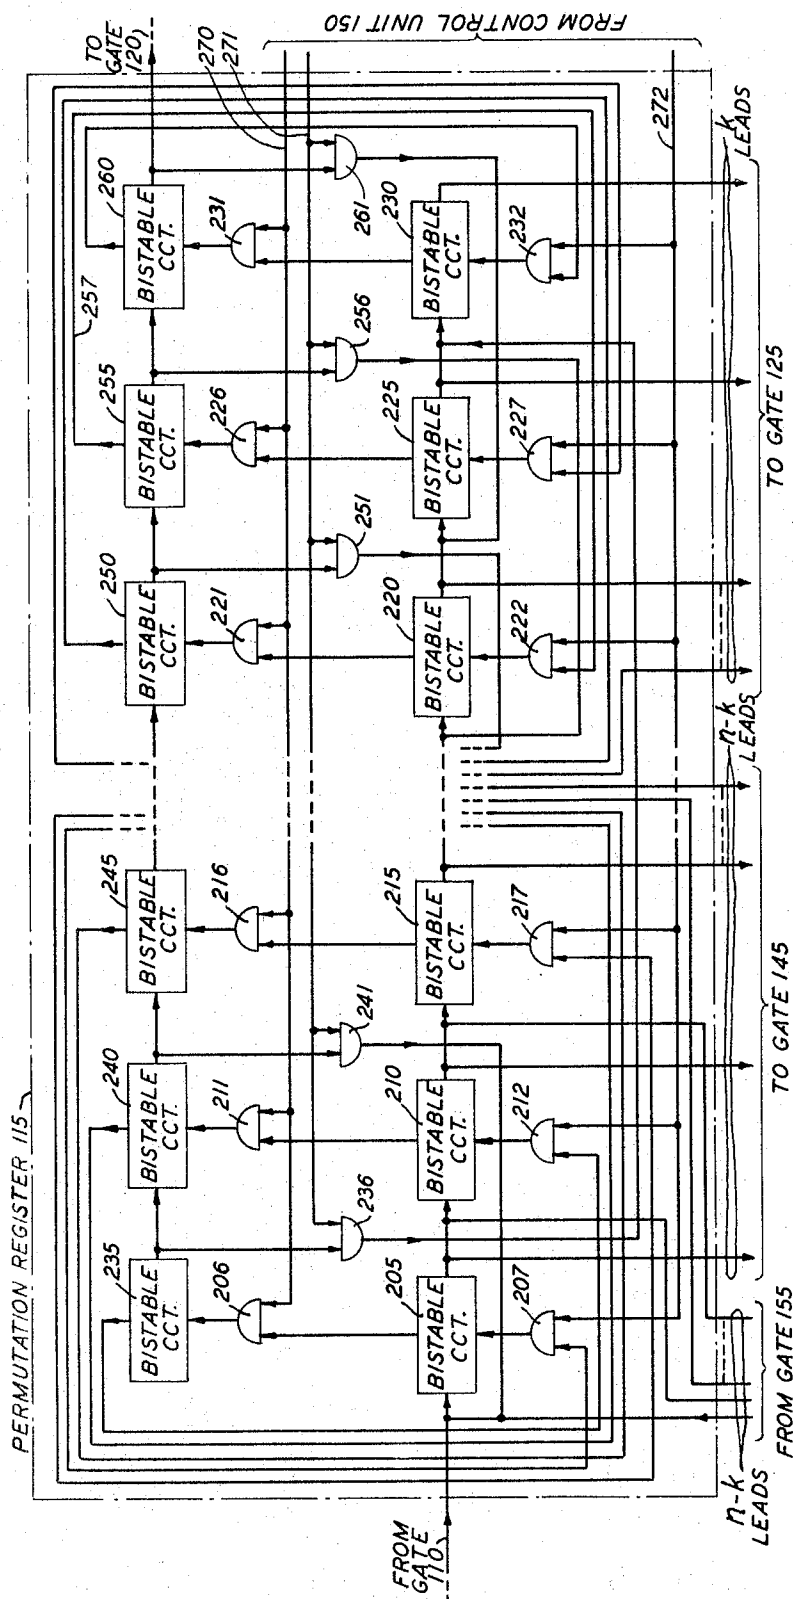 PERMUTATION REGISTER 115
TO
GATE
120
FROM CONTROL UNIT 150
270
271
272
257
235
BISTABLE
CCT.
240
BISTABLE
CCT.
245
BISTABLE
CCT.
250
BISTABLE
CCT.
255
BISTABLE
CCT.
260
BISTABLE
CCT.
206
211
216
221
226
231
236
241
251
256
261
205
BISTABLE
CCT.
210
BISTABLE
CCT.
215
BISTABLE
CCT.
220
BISTABLE
CCT.
225
BISTABLE
CCT.
230
BISTABLE
CCT.
207
212
217
222
227
232
FROM
GATE
110
n-k
LEADS
FROM GATE 155
n-k
LEADS
TO GATE 145
k
LEADS
TO GATE 125